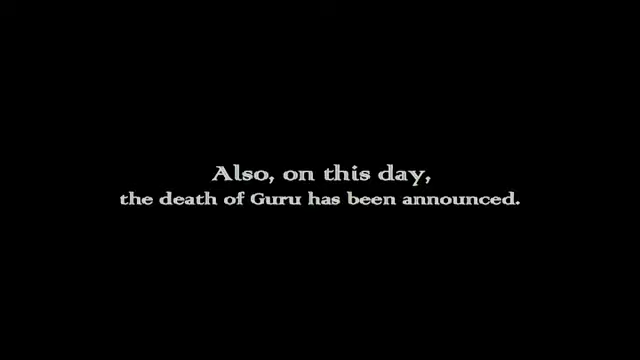 Also, on this day,
the death of Guru has been announced.